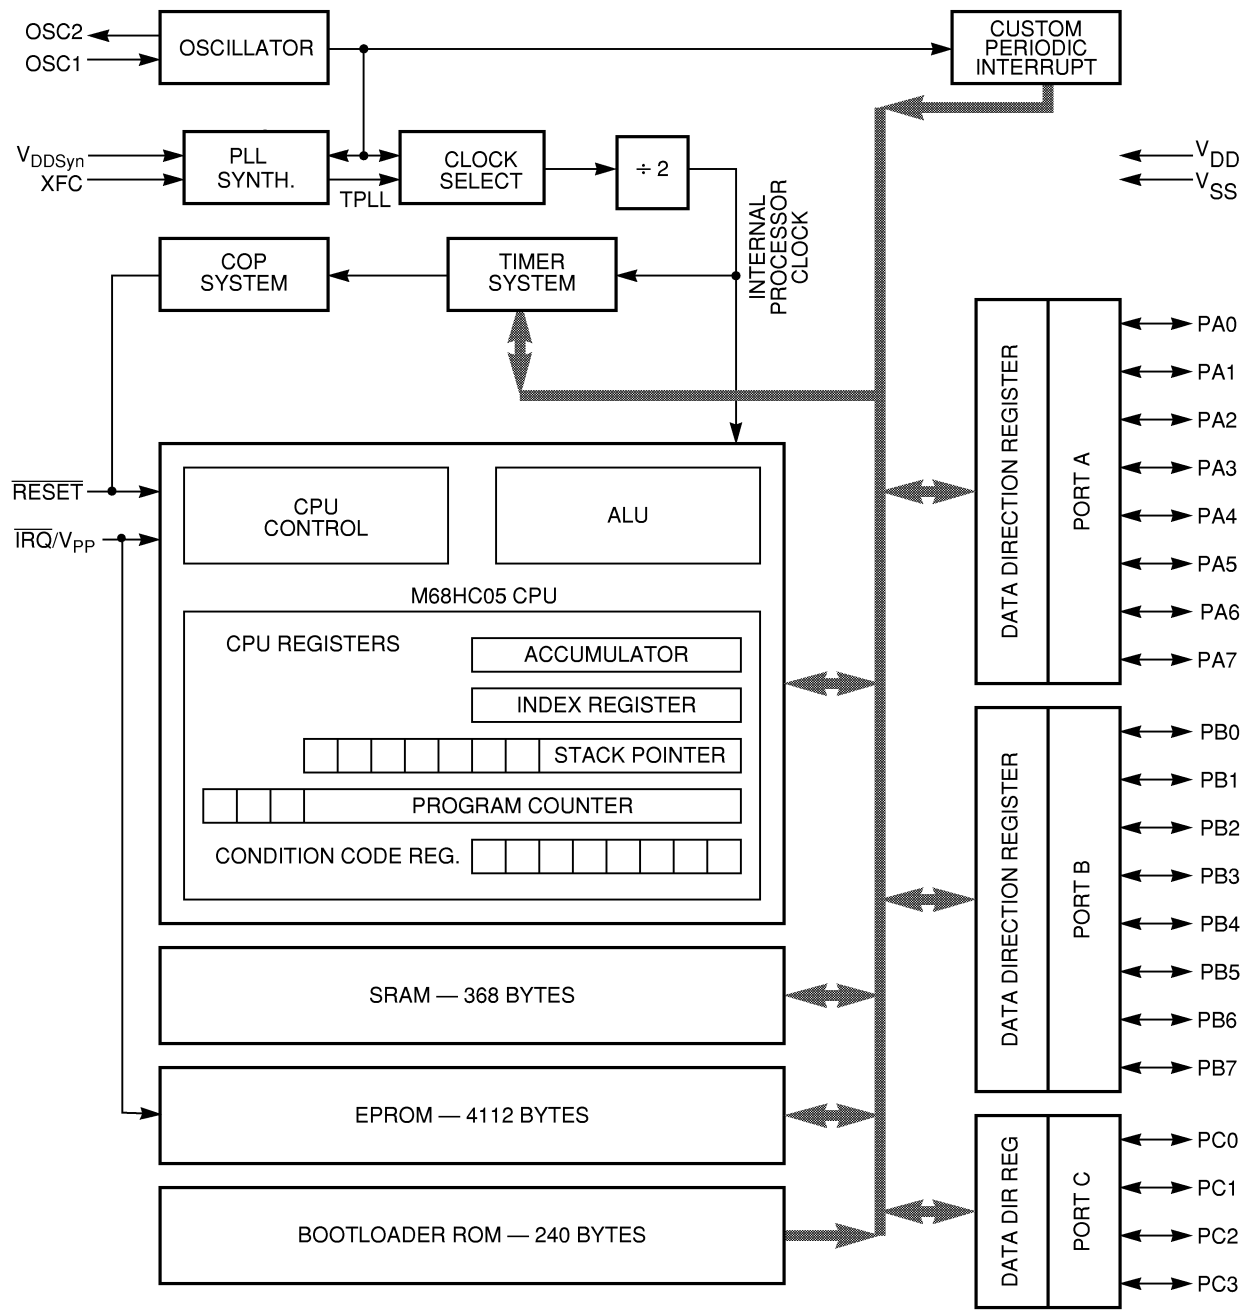 OSC2
OSC1
OSCILLATOR
CUSTOM
PERIODIC
INTERRUPT
VDDSyn
XFC
PLL
SYNTH.
TPLL
CLOCK
SELECT
÷ 2
VDD
VSS
INTERNAL
PROCESSOR
CLOCK
COP
SYSTEM
TIMER
SYSTEM
RESET
IRQ/VPP
CPU
CONTROL
ALU
M68HC05 CPU
CPU REGISTERS
ACCUMULATOR
INDEX REGISTER
STACK POINTER
PROGRAM COUNTER
CONDITION CODE REG.
SRAM — 368 BYTES
EPROM — 4112 BYTES
BOOTLOADER ROM — 240 BYTES
DATA DIRECTION REGISTER
PORT A
PA0
PA1
PA2
PA3
PA4
PA5
PA6
PA7
DATA DIRECTION REGISTER
PORT B
PB0
PB1
PB2
PB3
PB4
PB5
PB6
PB7
DATA DIR REG
PORT C
PC0
PC1
PC2
PC3